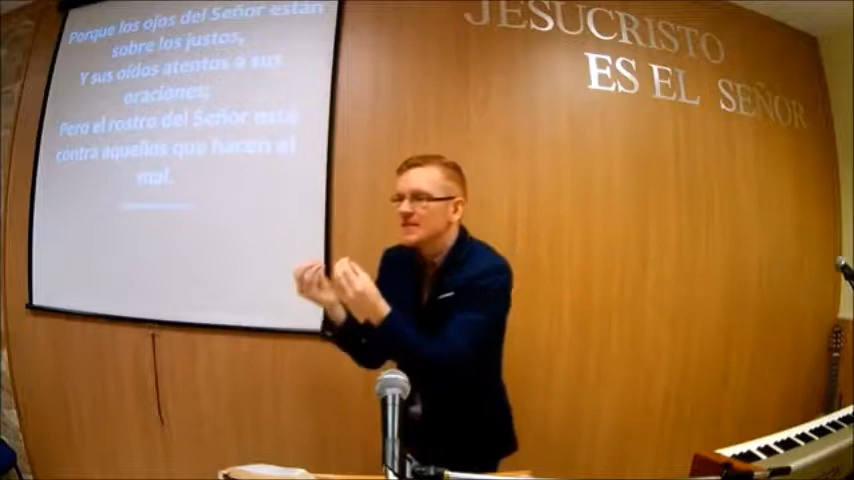 Porque los ojos del Señor están
sobre los justos,
Y sus oídos atentos a sus
oraciones;
Pero el rostro del Señor está
contra aquellos que hacen el
mal.
JESUCRISTO
ES EL SEÑOR